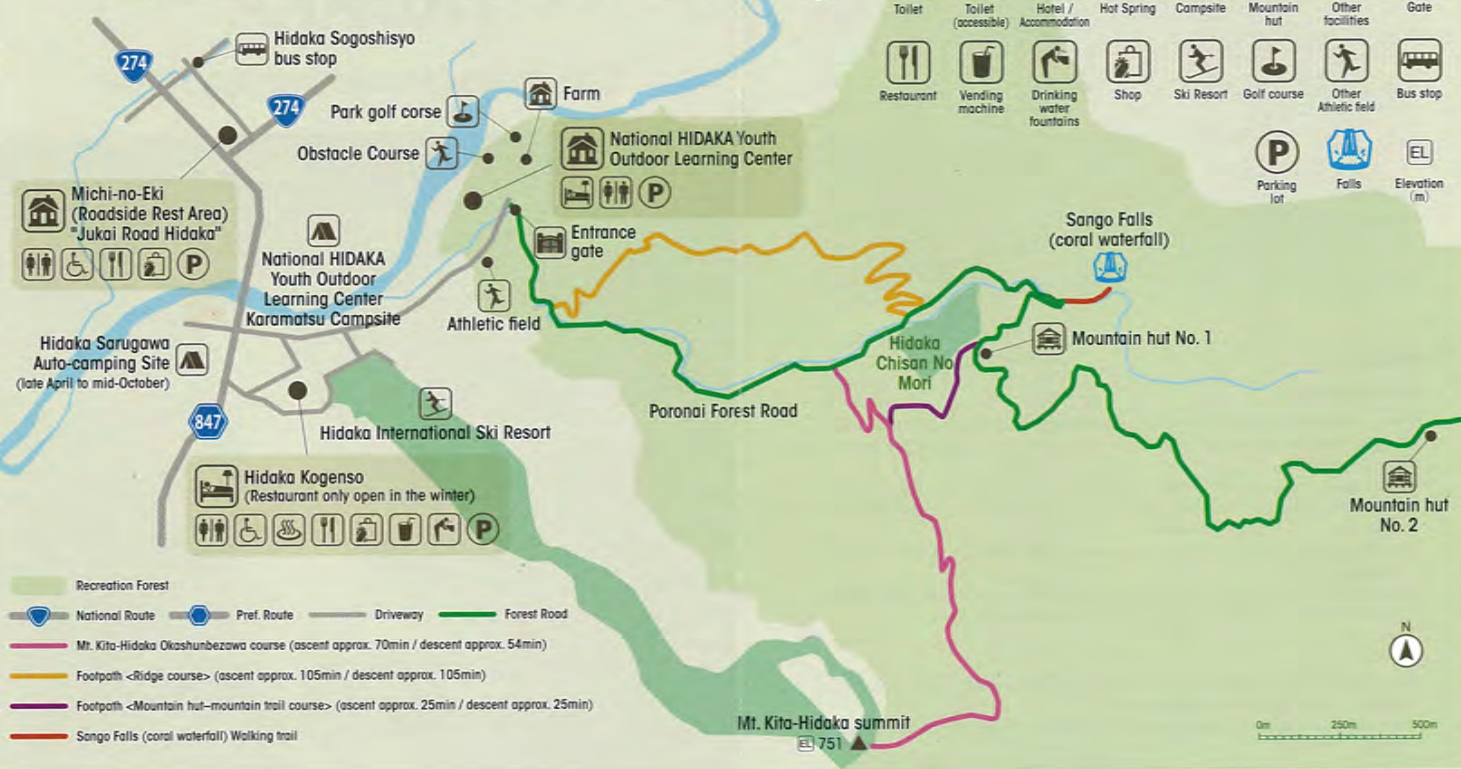 Toilet
Toilet
(accessible)
Hotel /
Accommodation
Hot Spring
Campsite
Mountain
hut
Other
facilities
Gate
Restaurant
Vending
machine
Drinking
water
fountains
Shop
Ski Resort
Golf course
Other
Athletic field
Bus stop
P
Parking
lot
Falls
EL
Elevation
(m)
274
Hidaka Sogoshisyo
bus stop
274
Park golf corse
Farm
Obstacle Course
National HIDAKA Youth
Outdoor Learning Center
P
Michi-no-Eki
(Roadside Rest Area)
"Jukai Road Hidaka"
P
Entrance
gate
Sango Falls
(coral waterfall)
National HIDAKA
Youth Outdoor
Learning Center
Karamatsu Campsite
Athletic field
Hidaka Sarugawa
Auto-camping Site
(late April to mid-October)
Hidaka
Chisan No
Mori
Mountain hut No. 1
Poronai Forest Road
847
Hidaka International Ski Resort
Hidaka Kogenso
(Restaurant only open in the winter)
P
Mountain hut
No. 2
Recreation Forest
National Route
Pref. Route
Driveway
Forest Road
Mt. Kita-Hidaka Okashunbezawa course (ascent approx. 70min / descent approx. 54min)
Footpath <Ridge course> (ascent approx. 105min / descent approx. 105min)
Footpath <Mountain hut–mountain trail course> (ascent approx. 25min / descent approx. 25min)
Sango Falls (coral waterfall) Walking trail
Mt. Kita-Hidaka summit
EL 751
N
0m
250m
500m